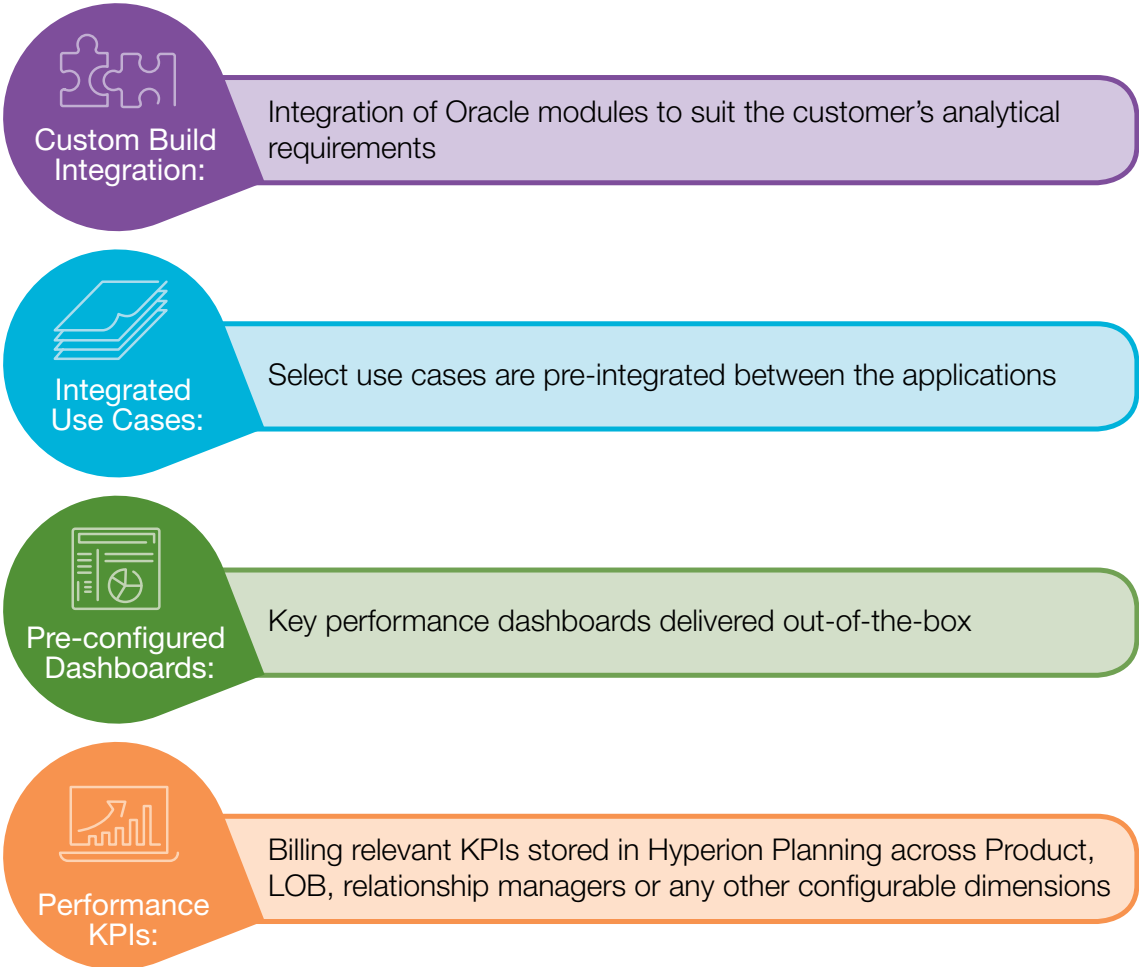 Custom Build
Integration:
Integration of Oracle modules to suit the customer’s analytical
requirements
Integrated
Use Cases:
Select use cases are pre-integrated between the applications
Pre-configured
Dashboards:
Key performance dashboards delivered out-of-the-box
Performance
KPIs:
Billing relevant KPIs stored in Hyperion Planning across Product,
LOB, relationship managers or any other configurable dimensions